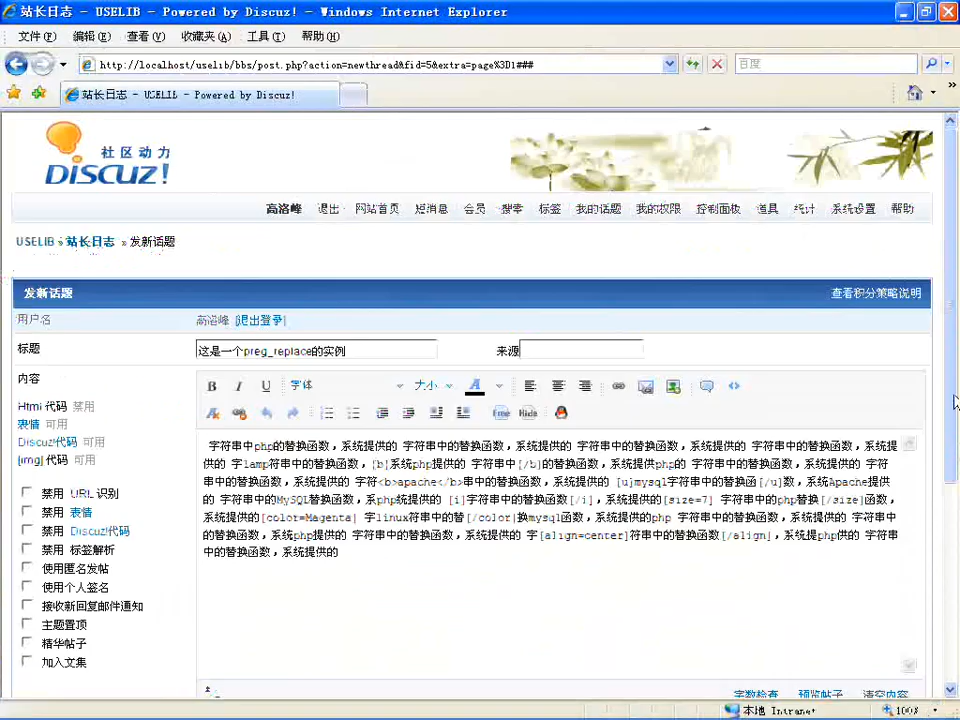 站长日志 - USELIB - Powered by Discuz! - Windows Internet Explorer
文件(F) 编辑(E) 查看(V) 收藏夹(A) 工具(T) 帮助(H)
http://localhost/uselib/bbs/post.php?action=newthread&fid=5&extra=page%3D1###
百度
站长日志 - USELIB - Powered by Discuz!
社区动力
DISCUZ!
高洛峰 退出 网站首页 短消息 会员 搜索 标签 我的话题 我的权限 控制面板 道具 统计 系统设置 帮助
USELIB » 站长日志 » 发新话题
发新话题 查看积分策略说明
用户名 高洛峰 [退出登录]
标题 这是一个preg_replace的实例 来源
内容
B I U 字体 大小 A
Html 代码 禁用
表情 可用
Discuz!代码 可用
[img] 代码 可用
Free Hide
字符串中php的替换函数，系统提供的 字符串中的替换函数，系统提供的 字符串中的替换函数，系统提供的 字符串中的替换函数，系统提
供的 字lamp符串中的替换函数，[b]系统php提供的 字符串中[/b]的替换函数，系统提供php的 字符串中的替换函数，系统提供的 字符
串中的替换函数，系统提供的 字符<b>apache</b>串中的替换函数，系统提供的 [u]mysql字符串中的替换函[/u]数，系统Apache提
供的 字符串中的MySQL替换函数，系php统提供的 [i]字符串中的替换函数[/i]，系统提供的[size=7] 字符串中的php替换[/size]函数，
系统提供的[color=Magenta] 字linux符串中的替[/color]换mysql函数，系统提供的php 字符串中的替换函数，系统提供的 字符串中
的替换函数，系统php提供的 字符串中的替换函数，系统提供的 字[align=center]符串中的替换函数[/align]，系统提php供的 字符串
中的替换函数，系统提供的
禁用 URL 识别
禁用 表情
禁用 Discuz!代码
禁用 标签解析
使用匿名发帖
使用个人签名
接收新回复邮件通知
主题置顶
精华帖子
加入文集
字数检查 预览帖子 清空内容
本地 Intranet 100%